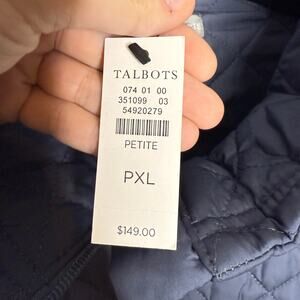 TALBOTS
074 01 00
351099 03
54920279
PETITE
PXL
$149.00